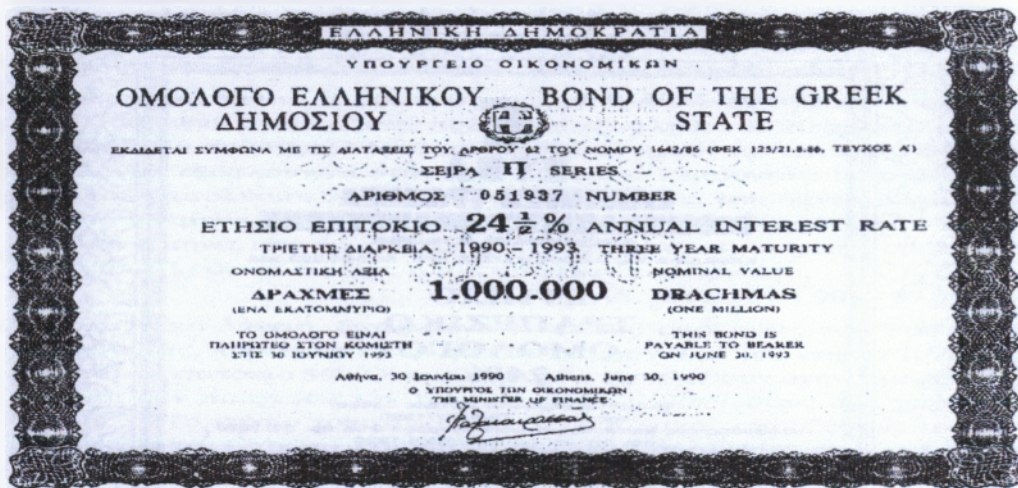 ΕΛΛΗΝΙΚΗ ΔΗΜΟΚΡΑΤΙΑ
ΥΠΟΥΡΓΕΙΟ ΟΙΚΟΝΟΜΙΚΩΝ
ΟΜΟΛΟΓΟ ΕΛΛΗΝΙΚΟΥ ΔΗΜΟΣΙΟΥ
BOND OF THE GREEK STATE
ΕΚΔΙΔΕΤΑΙ ΣΥΜΦΩΝΑ ΜΕ ΤΙΣ ΔΙΑΤΑΞΕΙΣ ΤΟΥ ΑΡΘΡΟΥ 62 ΤΟΥ ΝΟΜΟΥ 1642/86 (ΦΕΚ 125/21.8.86, ΤΕΥΧΟΣ Α')
ΣΕΙΡΑ Π SERIES
ΑΡΙΘΜΟΣ 051937 NUMBER
ΕΤΗΣΙΟ ΕΠΙΤΟΚΙΟ 24 ½ % ANNUAL INTEREST RATE
ΤΡΙΕΤΗΣ ΔΙΑΡΚΕΙΑ 1990 - 1993 THREE YEAR MATURITY
ΟΝΟΜΑΣΤΙΚΗ ΑΞΙΑ NOMINAL VALUE
ΔΡΑΧΜΕΣ 1.000.000 DRACHMAS
(ΕΝΑ ΕΚΑΤΟΜΜΥΡΙΟ) (ONE MILLION)
ΤΟ ΟΜΟΛΟΓΟ ΕΙΝΑΙ
ΠΛΗΡΩΤΕΟ ΣΤΟΝ ΚΟΜΙΣΤΗ
ΣΤΙΣ 30 ΙΟΥΝΙΟΥ 1993
THIS BOND IS
PAYABLE TO BEARER
ON JUNE 30, 1993
Αθήνα, 30 Ιουνίου 1990 Athens, June 30, 1990
Ο ΥΠΟΥΡΓΟΣ ΤΩΝ ΟΙΚΟΝΟΜΙΚΩΝ
THE MINISTER OF FINANCE